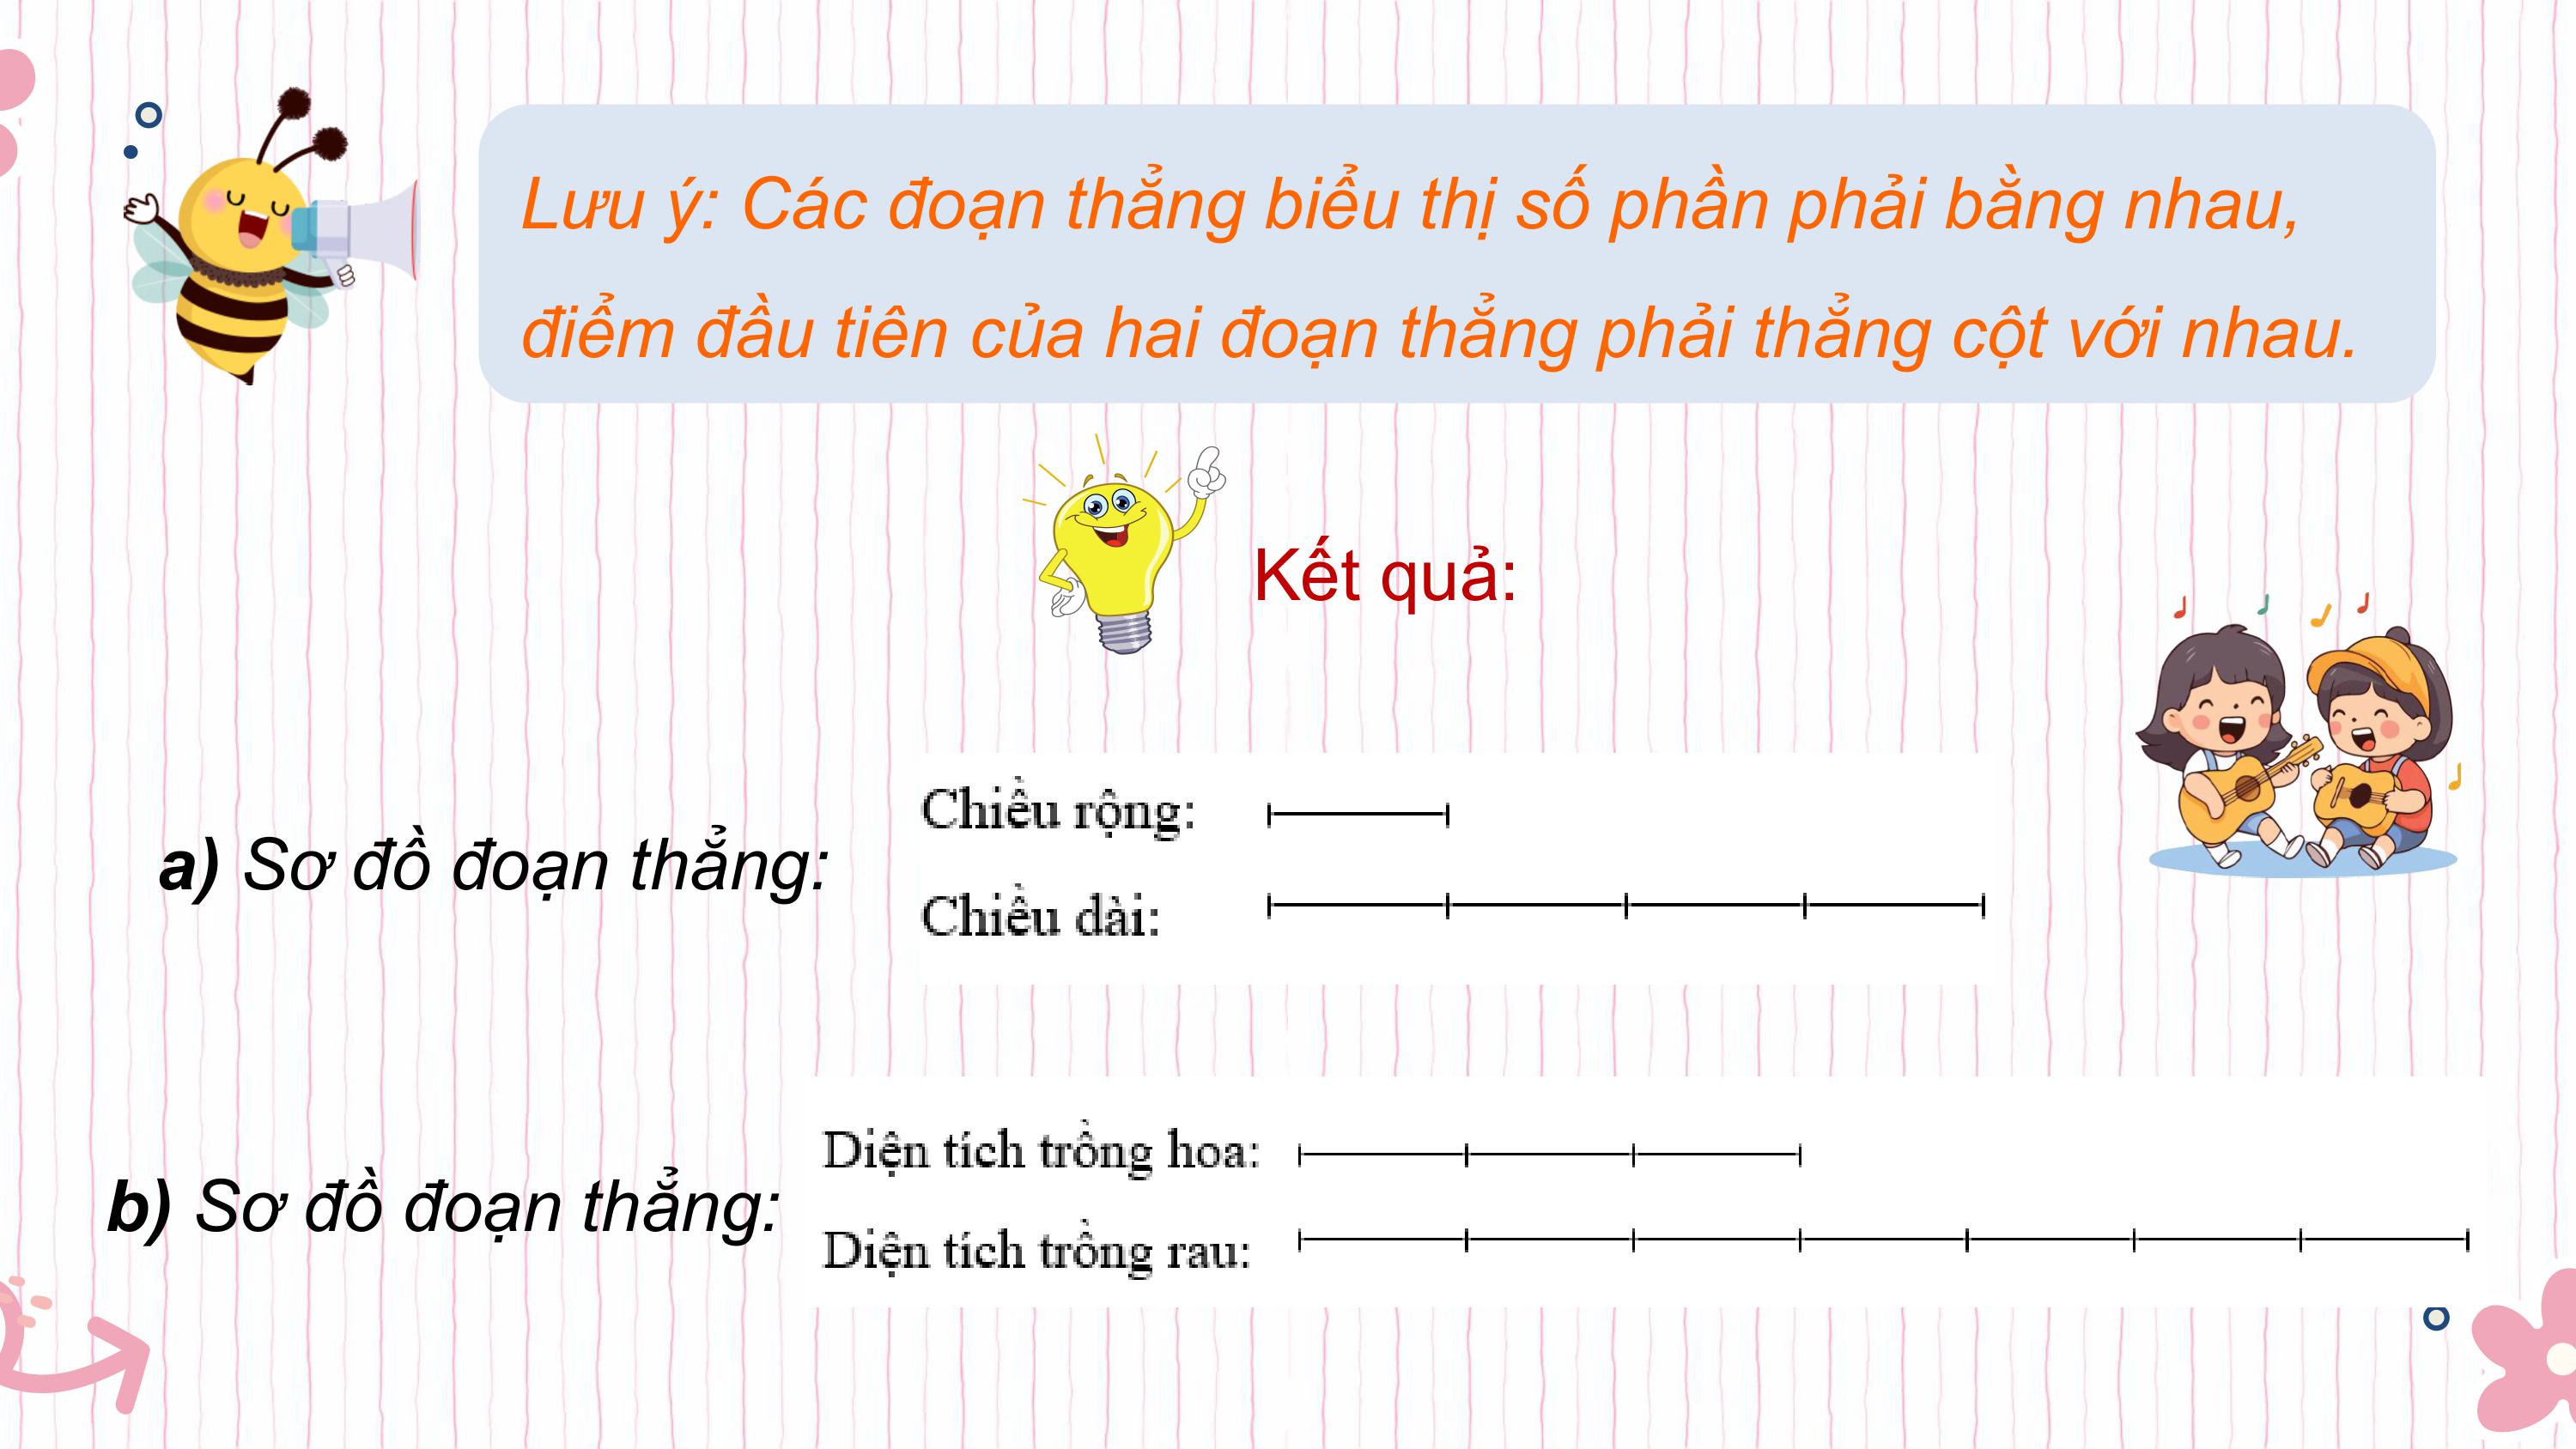 Lưu ý: Các đoạn thẳng biểu thị số phần phải bằng nhau,
điểm đầu tiên của hai đoạn thẳng phải thẳng cột với nhau.
Kết quả:
a) Sơ đồ đoạn thẳng:
Chiều rộng:
Chiều dài:
b) Sơ đồ đoạn thẳng:
Diện tích trồng hoa:
Diện tích trồng rau: